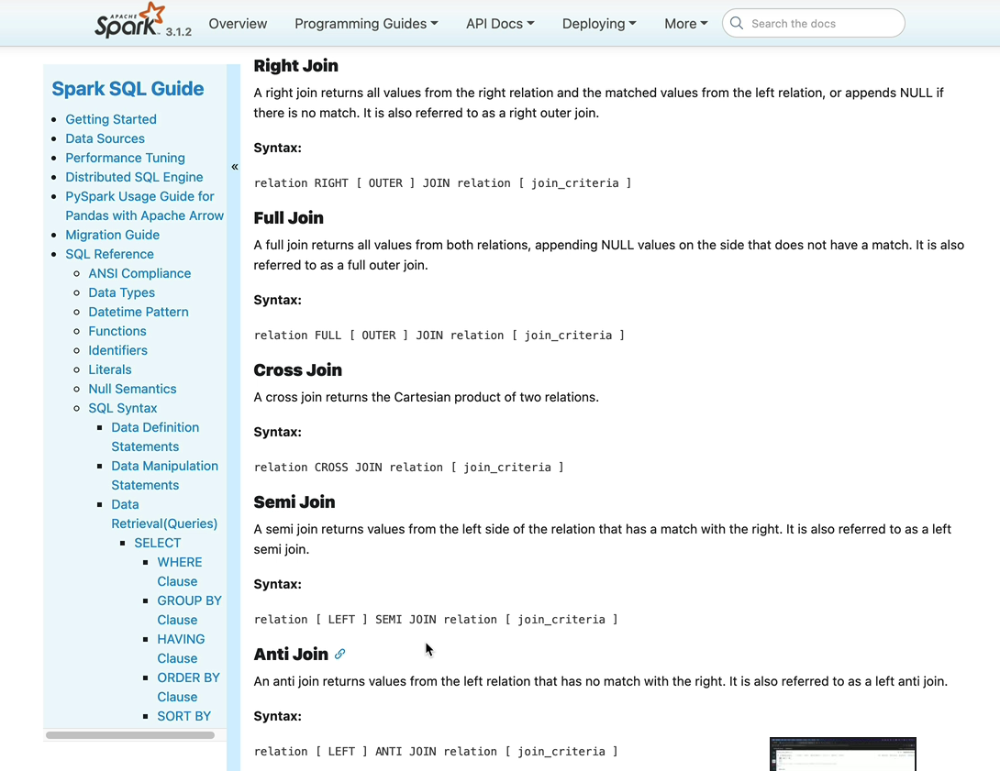 APACHE
Spark 3.1.2 Overview Programming Guides API Docs Deploying More Search the docs
Spark SQL Guide
Getting Started
Data Sources
Performance Tuning
Distributed SQL Engine
PySpark Usage Guide for
Pandas with Apache Arrow
Migration Guide
SQL Reference
ANSI Compliance
Data Types
Datetime Pattern
Functions
Identifiers
Literals
Null Semantics
SQL Syntax
Data Definition
Statements
Data Manipulation
Statements
Data
Retrieval(Queries)
SELECT
WHERE
Clause
GROUP BY
Clause
HAVING
Clause
ORDER BY
Clause
SORT BY
«
Right Join
A right join returns all values from the right relation and the matched values from the left relation, or appends NULL if
there is no match. It is also referred to as a right outer join.
Syntax:
relation RIGHT [ OUTER ] JOIN relation [ join_criteria ]
Full Join
A full join returns all values from both relations, appending NULL values on the side that does not have a match. It is also
referred to as a full outer join.
Syntax:
relation FULL [ OUTER ] JOIN relation [ join_criteria ]
Cross Join
A cross join returns the Cartesian product of two relations.
Syntax:
relation CROSS JOIN relation [ join_criteria ]
Semi Join
A semi join returns values from the left side of the relation that has a match with the right. It is also referred to as a left
semi join.
Syntax:
relation [ LEFT ] SEMI JOIN relation [ join_criteria ]
Anti Join
An anti join returns values from the left relation that has no match with the right. It is also referred to as a left anti join.
Syntax:
relation [ LEFT ] ANTI JOIN relation [ join_criteria ]